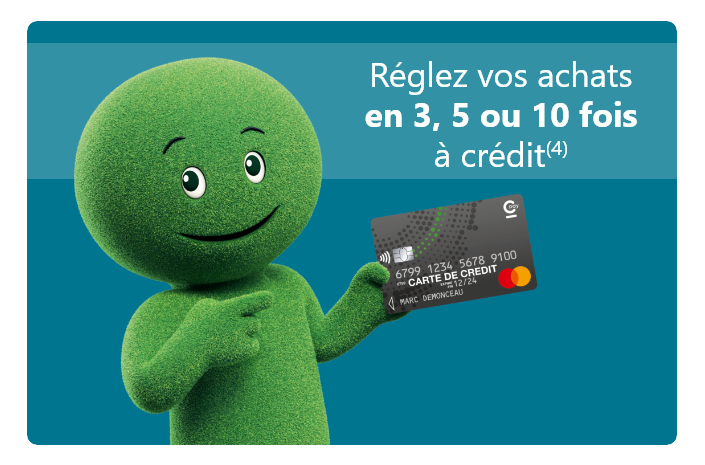 Réglez vos achats
en 3, 5 ou 10 fois
à crédit(4)
6799 1234 5678 9100
CARTE DE CREDIT
12/24
MARC DEMONCEAU